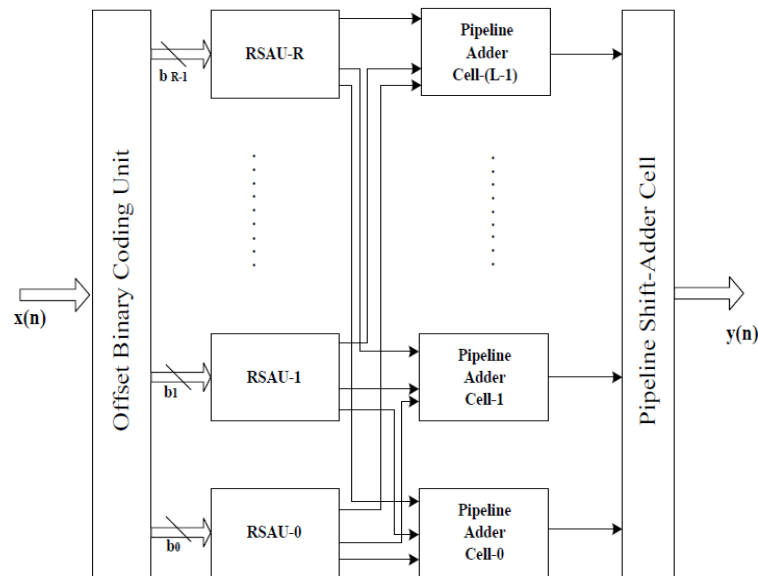 Offset Binary Coding Unit
RSAU-R
b R-1
Pipeline
Adder
Cell-(L-1)
Pipeline Shift-Adder Cell
x(n)
y(n)
RSAU-1
b1
Pipeline
Adder
Cell-1
RSAU-0
b0
Pipeline
Adder
Cell-0